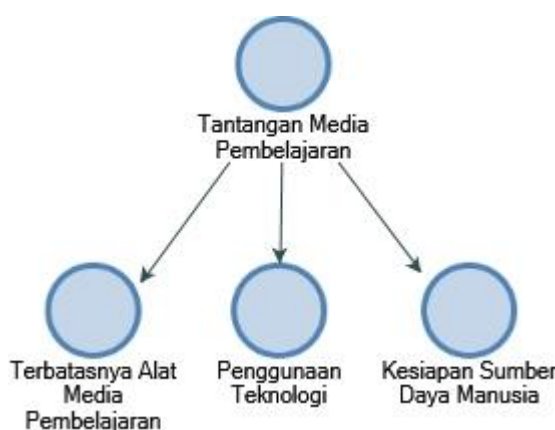 Tantangan Media
Pembelajaran
Terbatasnya Alat
Media
Pembelajaran
Penggunaan
Teknologi
Kesiapan Sumber
Daya Manusia